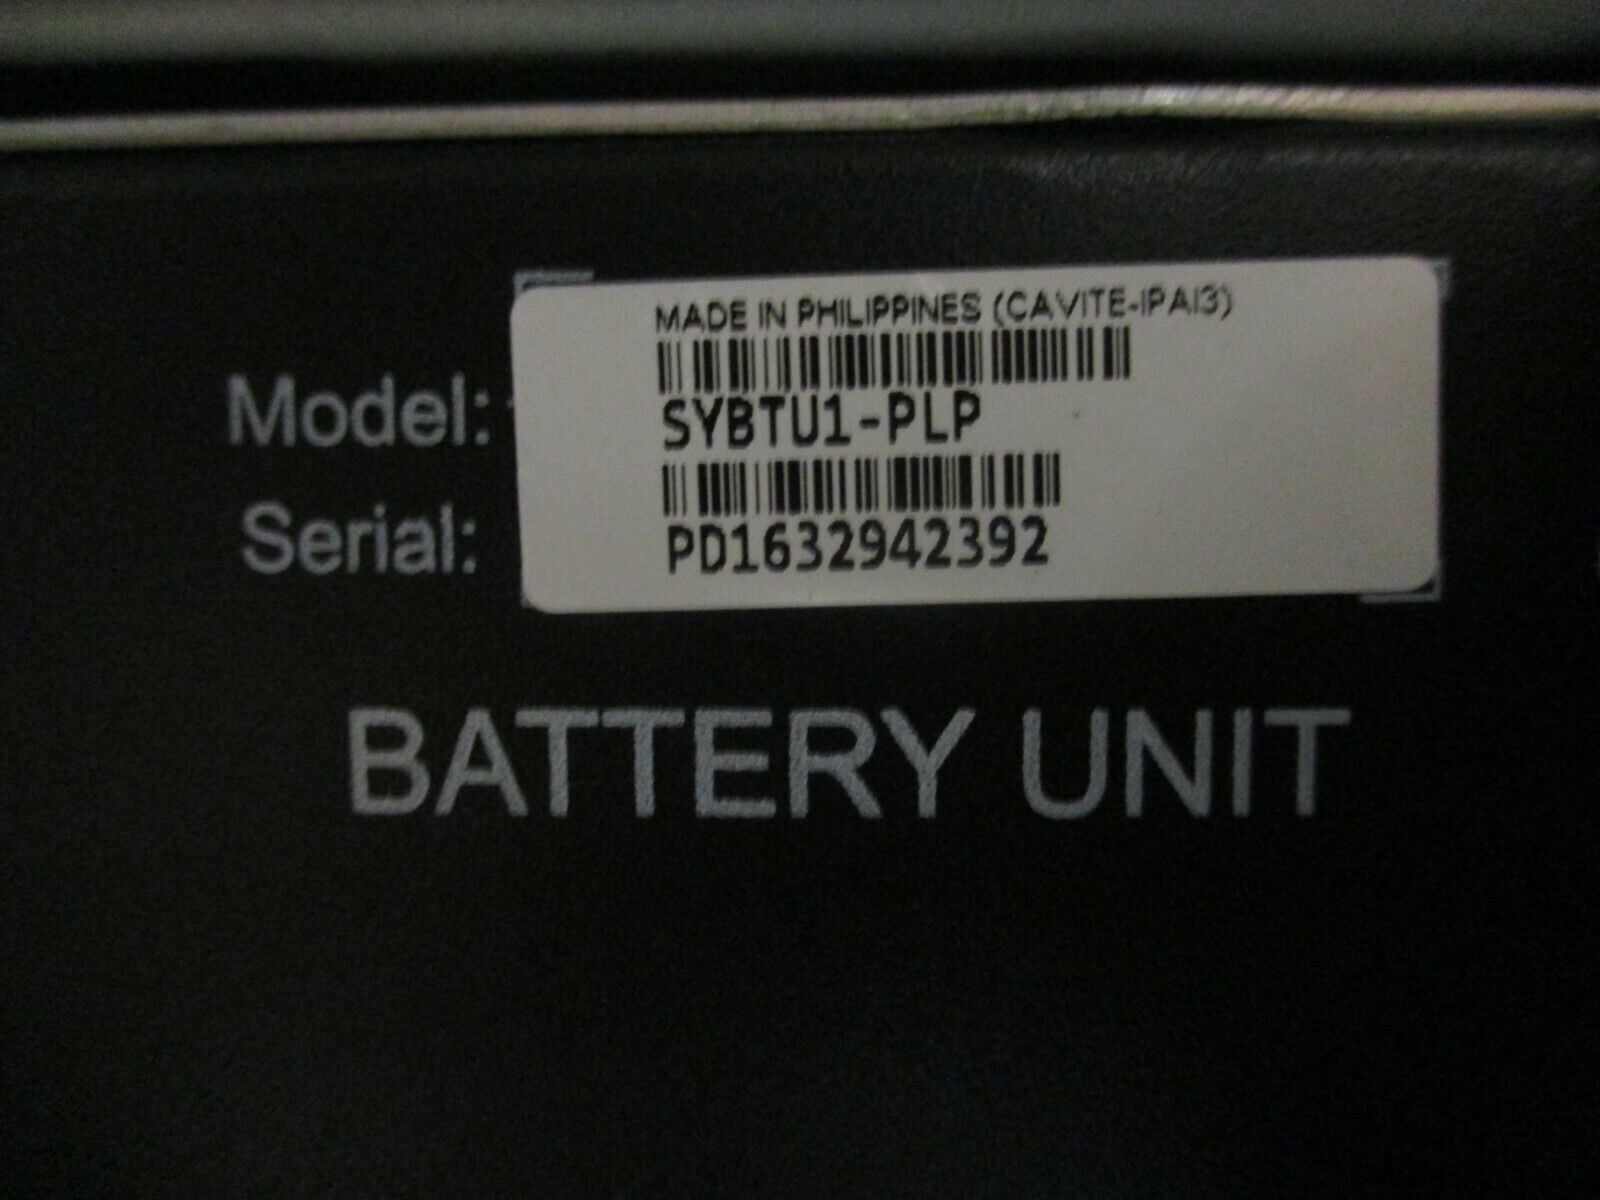 MADE IN PHILIPPINES (CAVITE-IPAI3)
Model: SYBTU1-PLP
Serial: PD1632942392
BATTERY UNIT